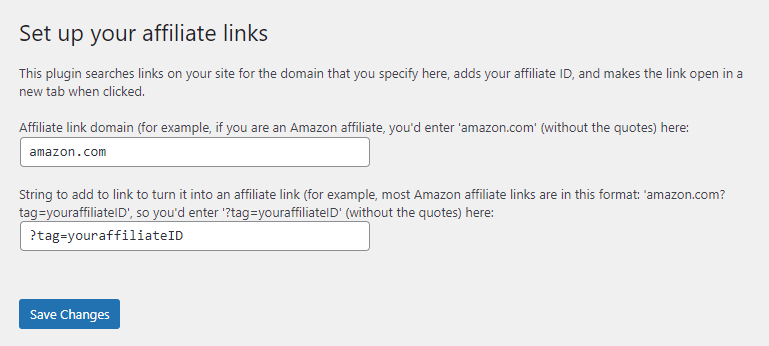 Set up your affiliate links
This plugin searches links on your site for the domain that you specify here, adds your affiliate ID, and makes the link open in a
new tab when clicked.
Affiliate link domain (for example, if you are an Amazon affiliate, you'd enter 'amazon.com' (without the quotes) here:
amazon.com
String to add to link to turn it into an affiliate link (for example, most Amazon affiliate links are in this format: 'amazon.com?
tag=youraffiliateID', so you'd enter '?tag=youraffiliateID' (without the quotes) here:
?tag=youraffiliateID
Save Changes